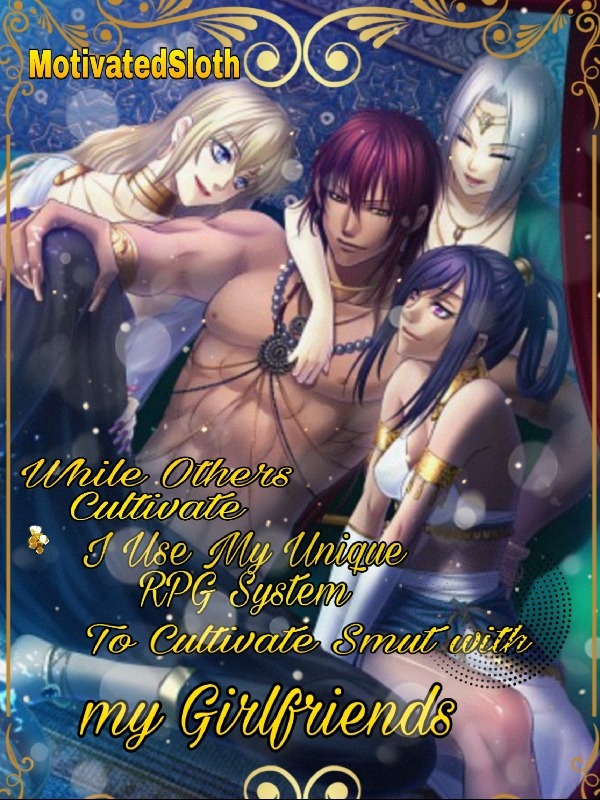 MotivatedSloth
While Others
Cultivate
I Use My Unique
RPG System
To Cultivate Smut with
my Girlfriends